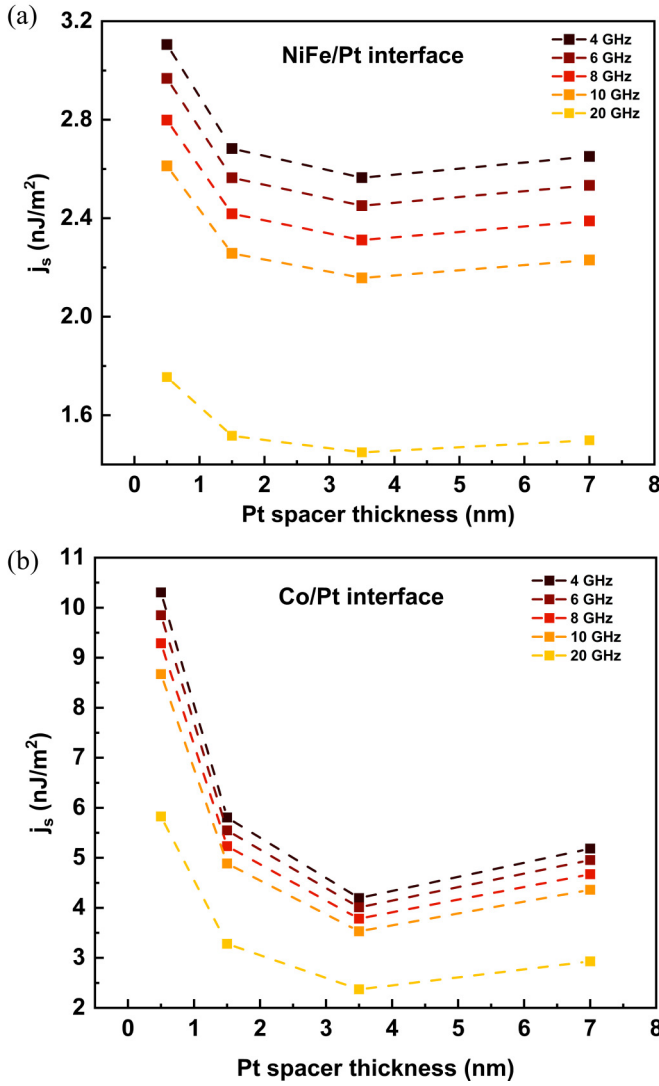 (a)
3.2
2.8
2.4
2.0
1.6
j_s (nJ/m²)
NiFe/Pt interface
4 GHz
6 GHz
8 GHz
10 GHz
20 GHz
0 1 2 3 4 5 6 7 8
Pt spacer thickness (nm)
(b)
11
10
9
8
7
6
5
4
3
2
j_s (nJ/m²)
Co/Pt interface
4 GHz
6 GHz
8 GHz
10 GHz
20 GHz
0 1 2 3 4 5 6 7 8
Pt spacer thickness (nm)